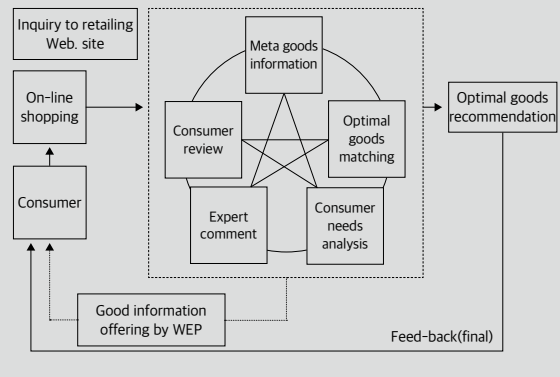 Inquiry to retailing
Web. site
On-line
shopping
Consumer
Meta goods
information
Consumer
review
Optimal
goods
matching
Expert
comment
Consumer
needs
analysis
Optimal goods
recommendation
Good information
offering by WEP
Feed-back(final)